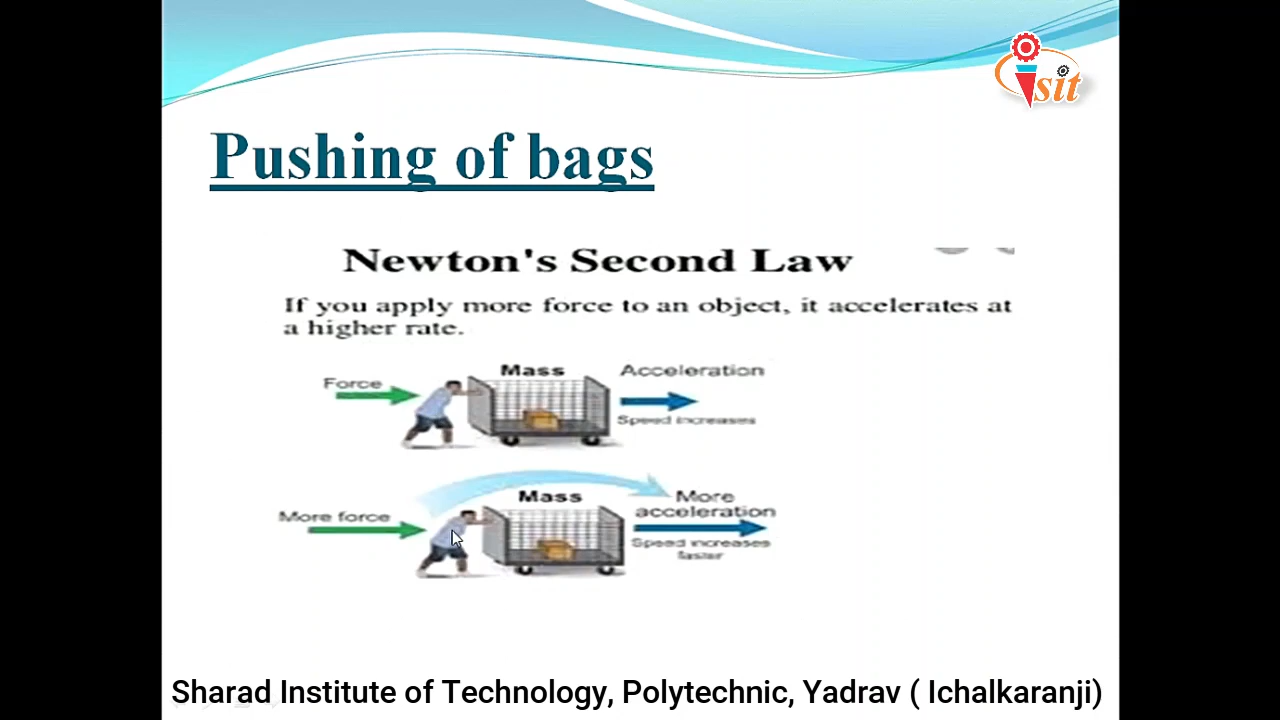 isit
Pushing of bags
Newton's Second Law
If you apply more force to an object, it accelerates at
a higher rate.
Force
Mass
Acceleration
Speed increases
More force
Mass
More
acceleration
Speed increases
faster
Sharad Institute of Technology, Polytechnic, Yadrav ( Ichalkaranji)